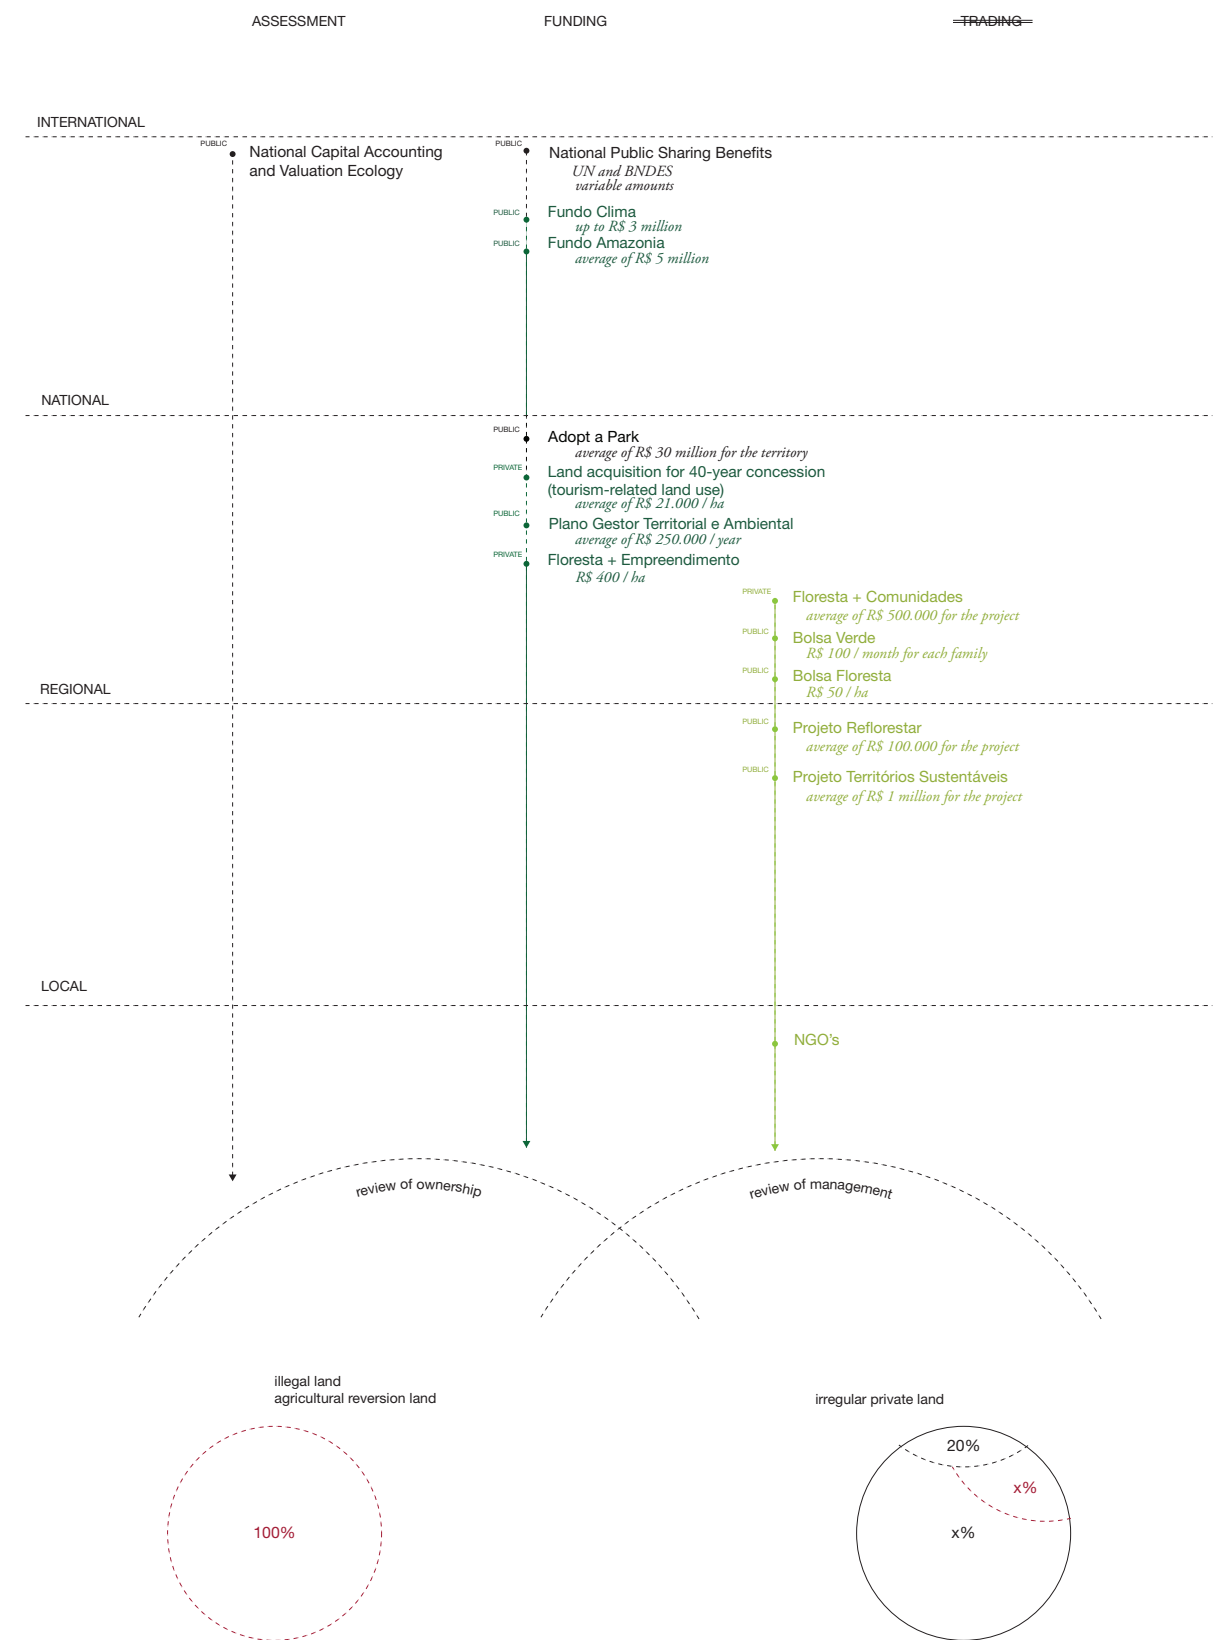 ASSESSMENT
FUNDING
TRADING
INTERNATIONAL
PUBLIC
National Capital Accounting
and Valuation Ecology
PUBLIC
National Public Sharing Benefits
UN and BNDES
variable amounts
PUBLIC
Fundo Clima
up to R$ 3 million
PUBLIC
Fundo Amazonia
average of R$ 5 million
NATIONAL
PUBLIC
Adopt a Park
average of R$ 30 million for the territory
PRIVATE
Land acquisition for 40-year concession
(tourism-related land use)
average of R$ 21.000 / ha
PUBLIC
Plano Gestor Territorial e Ambiental
average of R$ 250.000 / year
PRIVATE
Floresta + Empreendimento
R$ 400 / ha
PRIVATE
Floresta + Comunidades
average of R$ 500.000 for the project
PUBLIC
Bolsa Verde
R$ 100 / month for each family
PUBLIC
Bolsa Floresta
R$ 50 / ha
REGIONAL
PUBLIC
Projeto Reflorestar
average of R$ 100.000 for the project
PUBLIC
Projeto Territórios Sustentáveis
average of R$ 1 million for the project
LOCAL
NGO’s
review of ownership
review of management
illegal land
agricultural reversion land
100%
irregular private land
20%
x%
x%